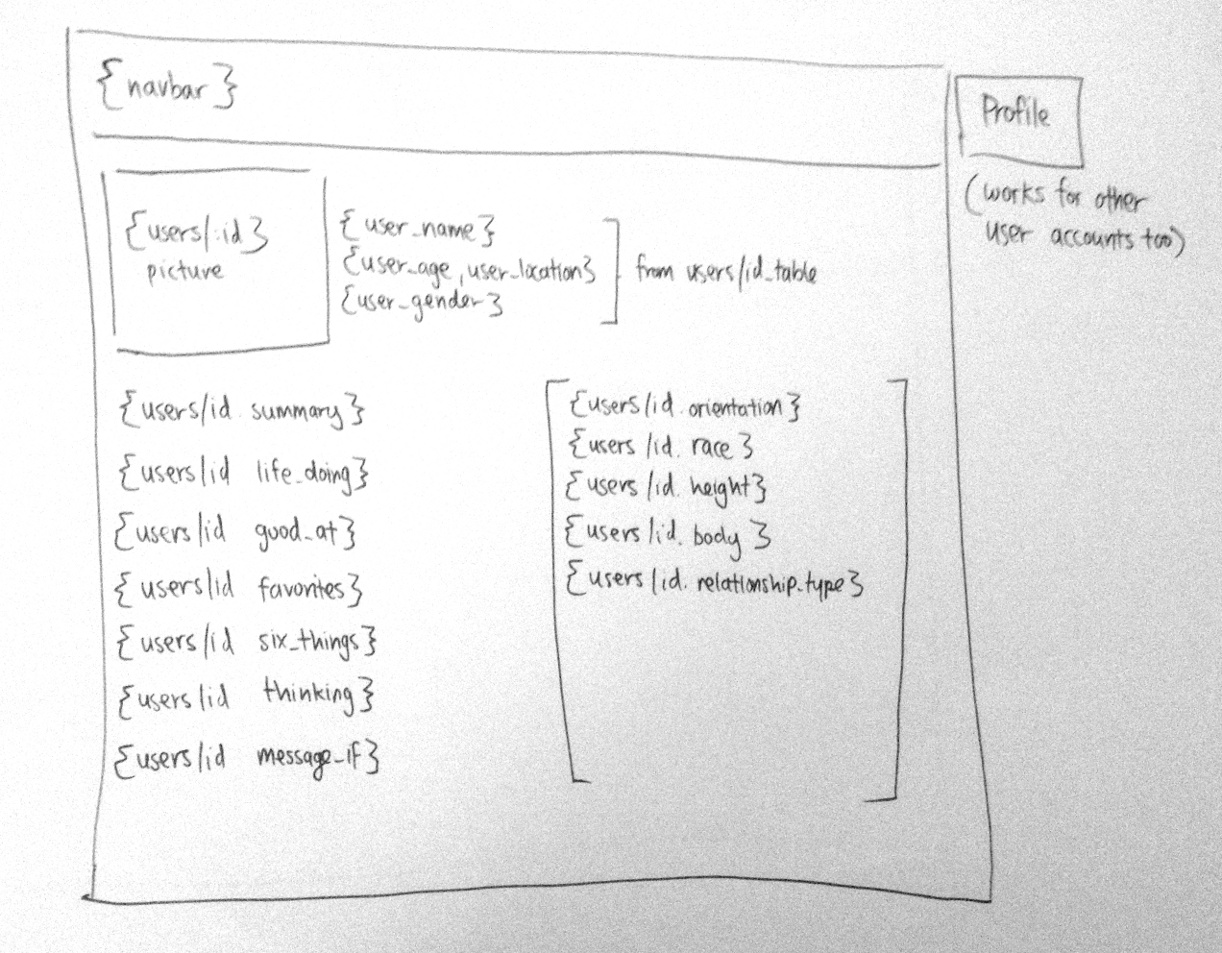 {navbar}
Profile
(works for other
user accounts too)
{users/:id}
picture
{user_name}
{user_age, user_location}
{user_gender}
from users/id_table
{users/id. summary}
{users/id life_doing}
{users/id good_at}
{users/id favorites}
{users/id six_things}
{users/id thinking}
{users/id message_if}
{users/id. orientation}
{users/id. race}
{users/id. height}
{users/id. body}
{users/id. relationship_type}